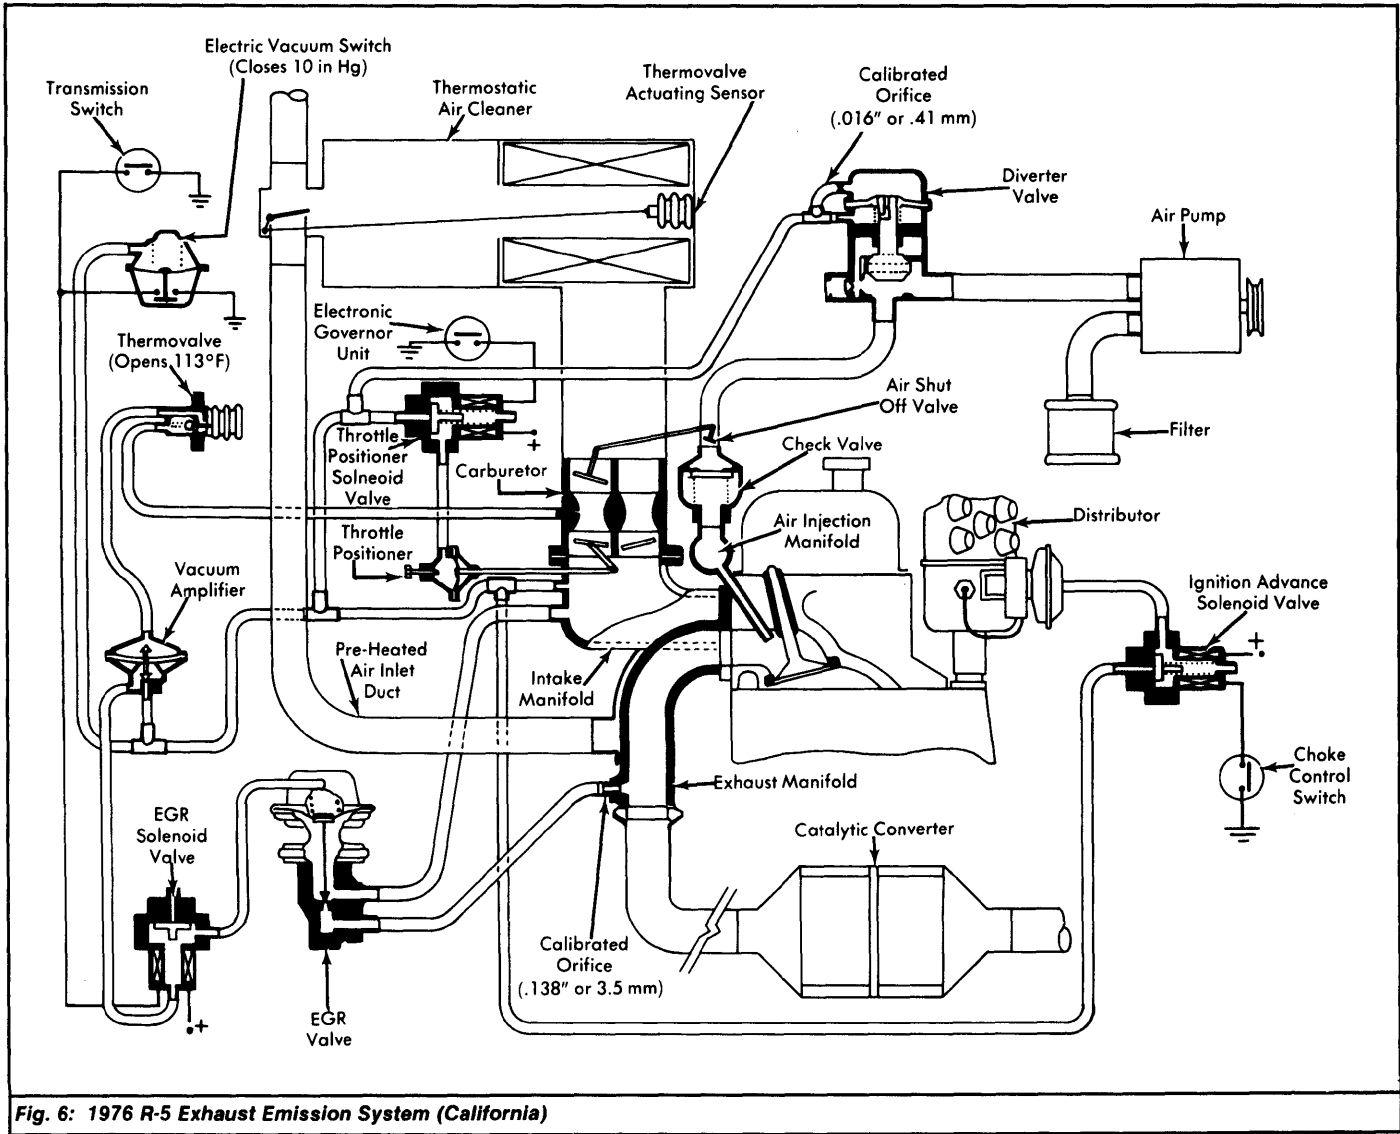 Electric Vacuum Switch
(Closes 10 in Hg)
Transmission
Switch
Thermostatic
Air Cleaner
Thermovalve
Actuating Sensor
Calibrated
Orifice
(.016″ or .41 mm)
Diverter
Valve
Air Pump
Electronic
Governor
Unit
Thermovalve
(Opens 113°F)
Air Shut
Off Valve
Filter
Throttle
Positioner
Solneoid
Valve
+
Carburetor
Check Valve
Throttle
Positioner
Air Injection
Manifold
Distributor
Vacuum
Amplifier
Ignition Advance
Solenoid Valve
+
Pre-Heated
Air Inlet
Duct
Intake
Manifold
Exhaust Manifold
Choke
Control
Switch
EGR
Solenoid
Valve
Catalytic Converter
Calibrated
Orifice
(.138″ or 3.5 mm)
+
EGR
Valve
Fig. 6: 1976 R-5 Exhaust Emission System (California)